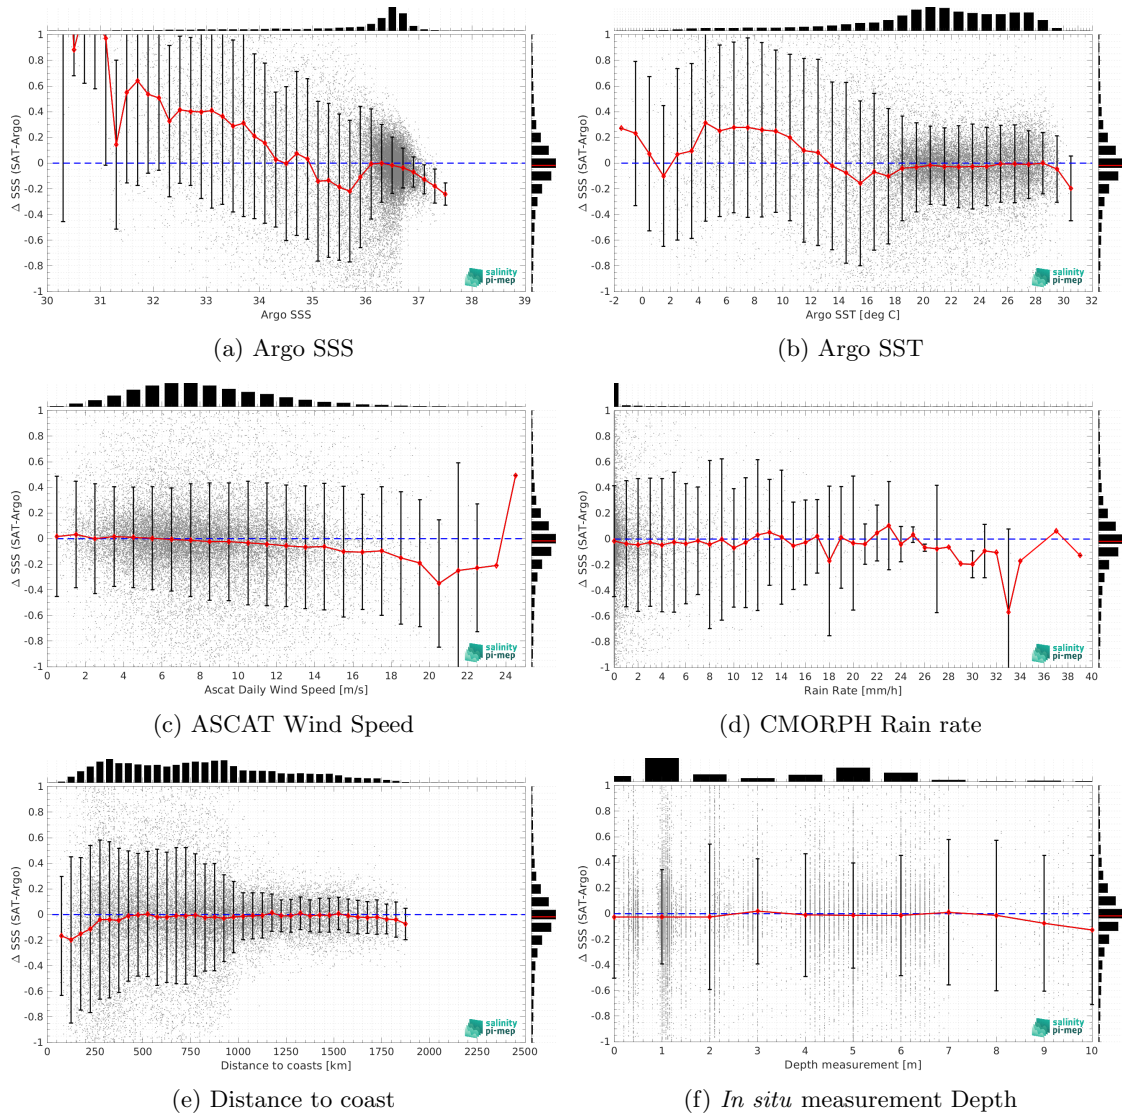 1
0.8
0.6
0.4
0.2
0
-0.2
-0.4
-0.6
-0.8
-1
Δ SSS (SAT-Argo)
30 31 32 33 34 35 36 37 38 39
Argo SSS
salinity
pi-mep
(a) Argo SSS
1
0.8
0.6
0.4
0.2
0
-0.2
-0.4
-0.6
-0.8
-1
Δ SSS (SAT-Argo)
-2 0 2 4 6 8 10 12 14 16 18 20 22 24 26 28 30 32
Argo SST [deg C]
salinity
pi-mep
(b) Argo SST
1
0.8
0.6
0.4
0.2
0
-0.2
-0.4
-0.6
-0.8
-1
Δ SSS (SAT-Argo)
0 2 4 6 8 10 12 14 16 18 20 22 24
Ascat Daily Wind Speed [m/s]
salinity
pi-mep
(c) ASCAT Wind Speed
1
0.8
0.6
0.4
0.2
0
-0.2
-0.4
-0.6
-0.8
-1
Δ SSS (SAT-Argo)
0 2 4 6 8 10 12 14 16 18 20 22 24 26 28 30 32 34 36 38 40
Rain Rate [mm/h]
salinity
pi-mep
(d) CMORPH Rain rate
1
0.8
0.6
0.4
0.2
0
-0.2
-0.4
-0.6
-0.8
-1
Δ SSS (SAT-Argo)
0 250 500 750 1000 1250 1500 1750 2000 2250 2500
Distance to coasts [km]
salinity
pi-mep
(e) Distance to coast
1
0.8
0.6
0.4
0.2
0
-0.2
-0.4
-0.6
-0.8
-1
Δ SSS (SAT-Argo)
0 1 2 3 4 5 6 7 8 9 10
Depth measurement [m]
salinity
pi-mep
(f) In situ measurement Depth